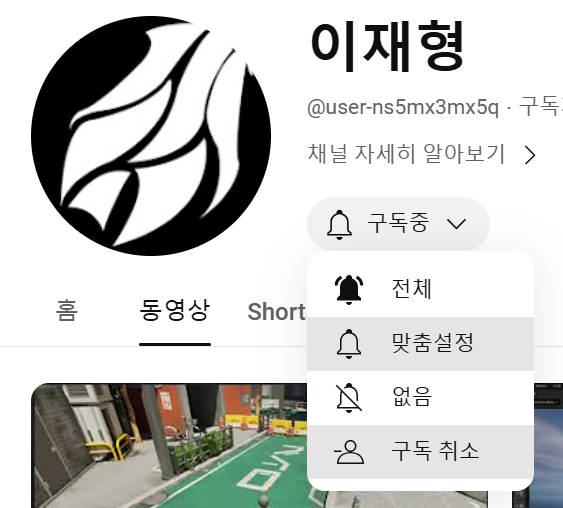 이재형
@user-ns5mx3mx5q · 구독
채널 자세히 알아보기
구독중
전체
맞춤설정
없음
구독 취소
홈
동영상
Short